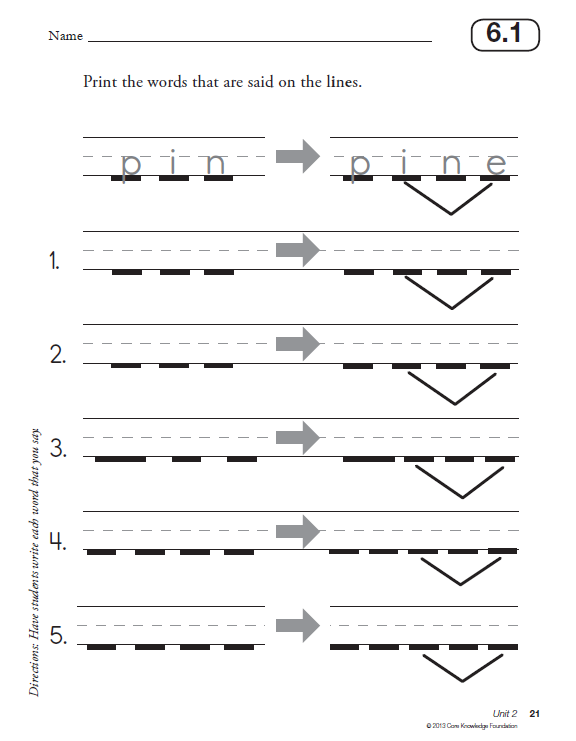 Name
6.1
Print the words that are said on the lines.
p i n p i n e
1.
2.
3.
4.
5.
Directions: Have students write each word that you say.
Unit 2 21
© 2013 Core Knowledge Foundation